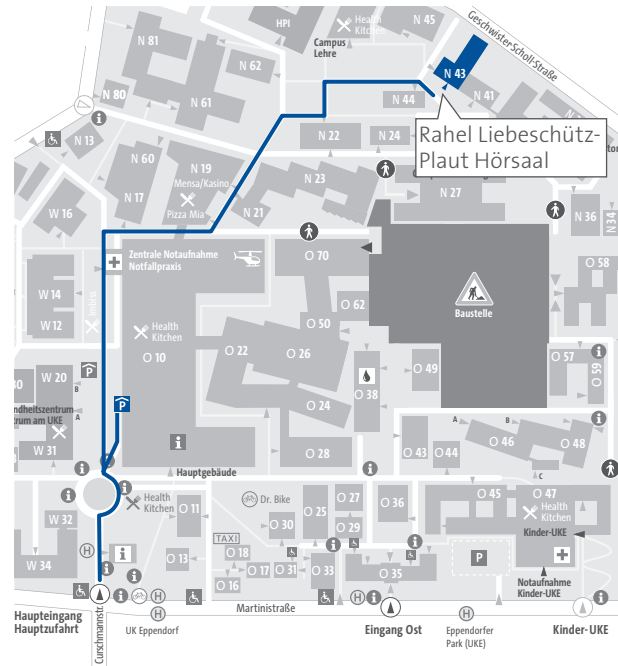 HPI
Health
Kitchen
N 45
Campus
Lehre
Geschwister-Scholl-Straße
N 81
N 62
N 43
N 80
N 61
N 44
N 41
N 13
N 22
N 24
Rahel Liebeschütz-
Plaut Hörsaal
N 60
N 19
Mensa/Kasino
N 23
N 17
Pizza Mia
N 21
N 27
W 16
N 36
N 34
Zentrale Notaufnahme
Notfallpraxis
O 70
O 58
W 14
W 12
Imbiss
O 62
Baustelle
O 50
Health
Kitchen
O 10
O 22
O 26
O 49
O 57
O 59
W 20
P
B
A
P
O 24
O 38
ndheitszentrum
trum am UKE
W 31
i
O 28
O 43
O 44
A
B
O 46
O 48
C
Hauptgebäude
Health
Kitchen
O 11
Dr. Bike
O 25
O 27
O 36
O 45
O 47
Health
Kitchen
W 32
O 30
O 29
Kinder-UKE
TAXI
H
i
O 13
O 18
O 17
O 31
O 33
O 35
P
W 34
O 16
Notaufnahme
Kinder-UKE
Haupteingang
Hauptzufahrt
Curschmannstr.
H
UK Eppendorf
Martinistraße
H
Eingang Ost
H
Eppendorfer
Park (UKE)
Kinder-UKE